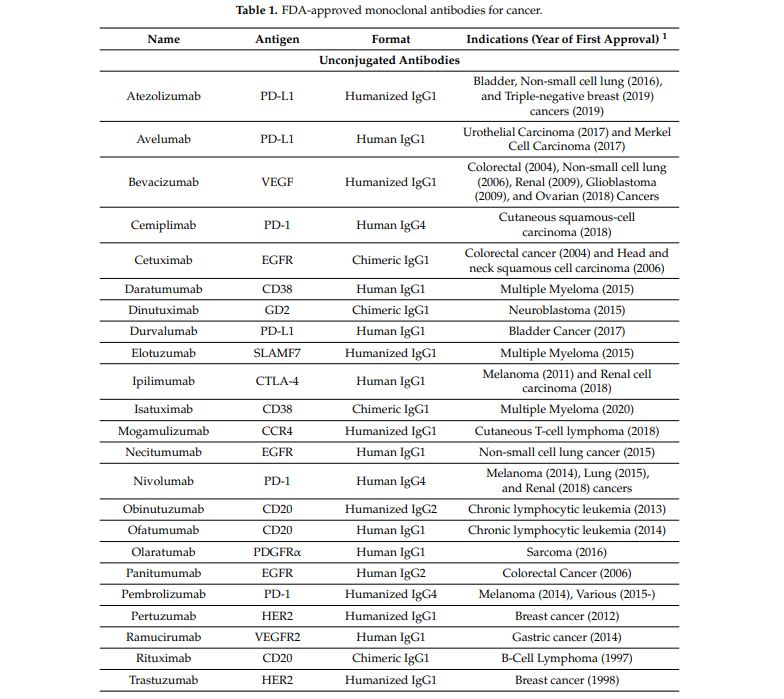 Table 1. FDA-approved monoclonal antibodies for cancer.
Name Antigen Format Indications (Year of First Approval) 1
Unconjugated Antibodies
Atezolizumab PD-L1 Humanized IgG1 Bladder, Non-small cell lung (2016),
and Triple-negative breast (2019)
cancers (2019)
Avelumab PD-L1 Human IgG1 Urothelial Carcinoma (2017) and Merkel
Cell Carcinoma (2017)
Bevacizumab VEGF Humanized IgG1 Colorectal (2004), Non-small cell lung
(2006), Renal (2009), Glioblastoma
(2009), and Ovarian (2018) Cancers
Cemiplimab PD-1 Human IgG4 Cutaneous squamous-cell
carcinoma (2018)
Cetuximab EGFR Chimeric IgG1 Colorectal cancer (2004) and Head and
neck squamous cell carcinoma (2006)
Daratumumab CD38 Human IgG1 Multiple Myeloma (2015)
Dinutuximab GD2 Chimeric IgG1 Neuroblastoma (2015)
Durvalumab PD-L1 Human IgG1 Bladder Cancer (2017)
Elotuzumab SLAMF7 Humanized IgG1 Multiple Myeloma (2015)
Ipilimumab CTLA-4 Human IgG1 Melanoma (2011) and Renal cell
carcinoma (2018)
Isatuximab CD38 Chimeric IgG1 Multiple Myeloma (2020)
Mogamulizumab CCR4 Humanized IgG1 Cutaneous T-cell lymphoma (2018)
Necitumumab EGFR Human IgG1 Non-small cell lung cancer (2015)
Nivolumab PD-1 Human IgG4 Melanoma (2014), Lung (2015),
and Renal (2018) cancers
Obinutuzumab CD20 Humanized IgG2 Chronic lymphocytic leukemia (2013)
Ofatumumab CD20 Human IgG1 Chronic lymphocytic leukemia (2014)
Olaratumab PDGFRα Human IgG1 Sarcoma (2016)
Panitumumab EGFR Human IgG2 Colorectal Cancer (2006)
Pembrolizumab PD-1 Humanized IgG4 Melanoma (2014), Various (2015-)
Pertuzumab HER2 Humanized IgG1 Breast cancer (2012)
Ramucirumab VEGFR2 Human IgG1 Gastric cancer (2014)
Rituximab CD20 Chimeric IgG1 B-Cell Lymphoma (1997)
Trastuzumab HER2 Humanized IgG1 Breast cancer (1998)